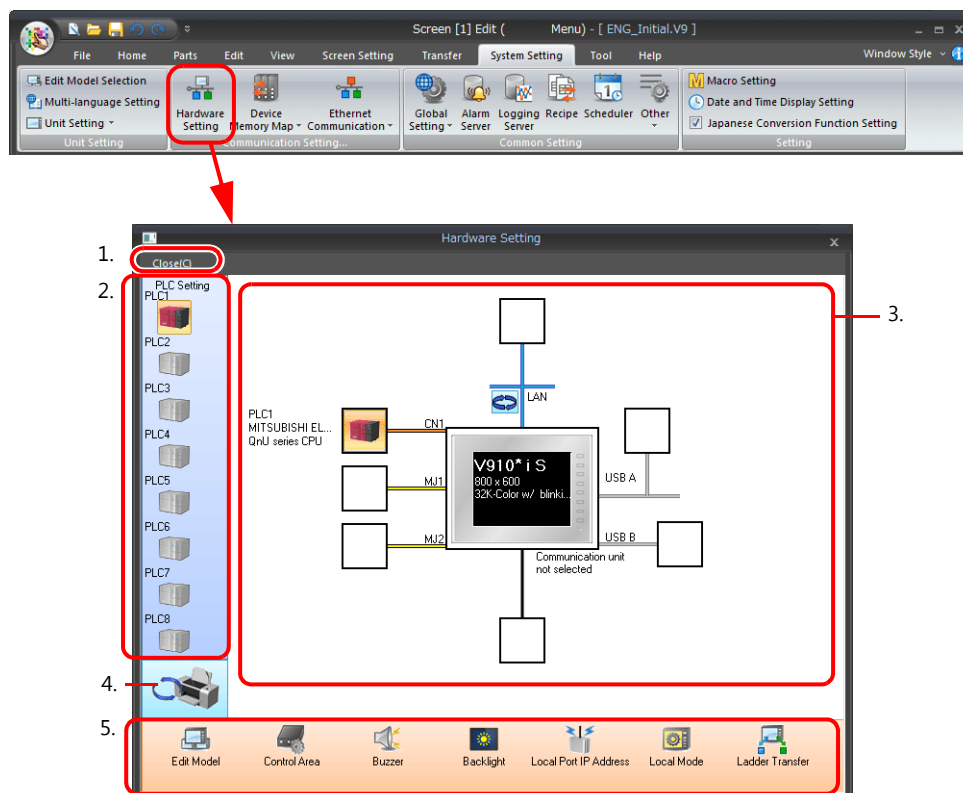 Screen [1] Edit (      Menu) - [ ENG_Initial.V9 ]
File Home Parts Edit View Screen Setting Transfer System Setting Tool Help Window Style
Edit Model Selection
Multi-language Setting
Unit Setting
Unit Setting
Hardware Setting
Device Memory Map
Ethernet Communication
Communication Setting...
Global Setting
Alarm Server
Logging Server
Recipe
Scheduler
Other
Common Setting
Macro Setting
Date and Time Display Setting
Japanese Conversion Function Setting
Setting
Hardware Setting
1.
Close(C)
2.
PLC Setting
PLC1
PLC2
PLC3
PLC4
PLC5
PLC6
PLC7
PLC8
3.
LAN
PLC1
MITSUBISHI EL...
QnU series CPU
CN1
MJ1
MJ2
V910* i S
800 x 600
32K-Color w/ blinki...
USB A
USB B
Communication unit
not selected
4.
5.
Edit Model
Control Area
Buzzer
Backlight
Local Port IP Address
Local Mode
Ladder Transfer